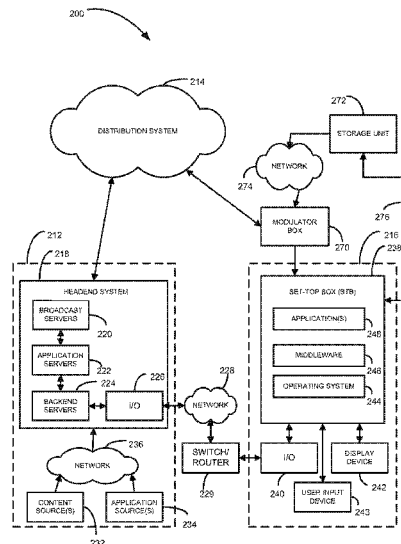 200
214
DISTRIBUTION SYSTEM
272
STORAGE UNIT
NETWORK
274
MODULATOR
BOX
270
276
216
238
212
218
HEADEND SYSTEM
BROADCAST
SERVERS
220
APPLICATION
SERVERS
222
224
226
BACKEND
SERVERS
I/O
228
NETWORK
SWITCH/
ROUTER
229
SET-TOP BOX (STB)
APPLICATION(S)
246
MIDDLEWARE
246
OPERATING SYSTEM
244
I/O
240
DISPLAY
DEVICE
242
USER INPUT
DEVICE
243
236
NETWORK
CONTENT
SOURCE(S)
232
APPLICATION
SOURCE(S)
234